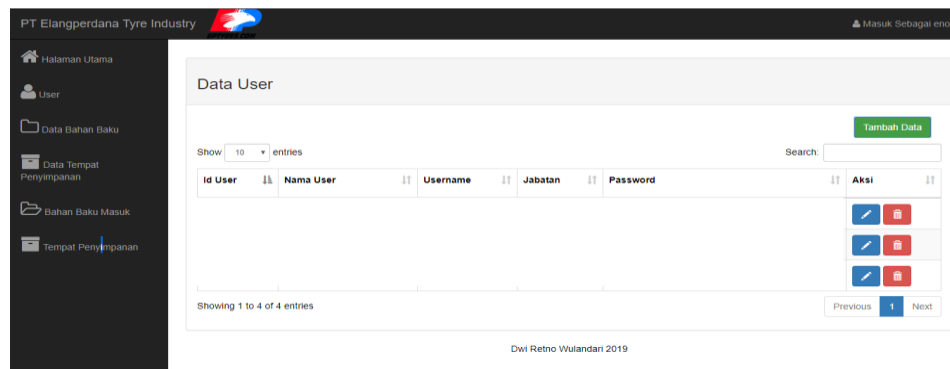 PT Elangperdana Tyre Industry
Masuk Sebagai eno
Halaman Utama
User
Data Bahan Baku
Data Tempat
Penyimpanan
Bahan Baku Masuk
Tempat Penyimpanan
Data User
Tambah Data
Show 10 entries
Search:
Id User Nama User Username Jabatan Password Aksi
Showing 1 to 4 of 4 entries
Previous 1 Next
Dwi Retno Wulandari 2019